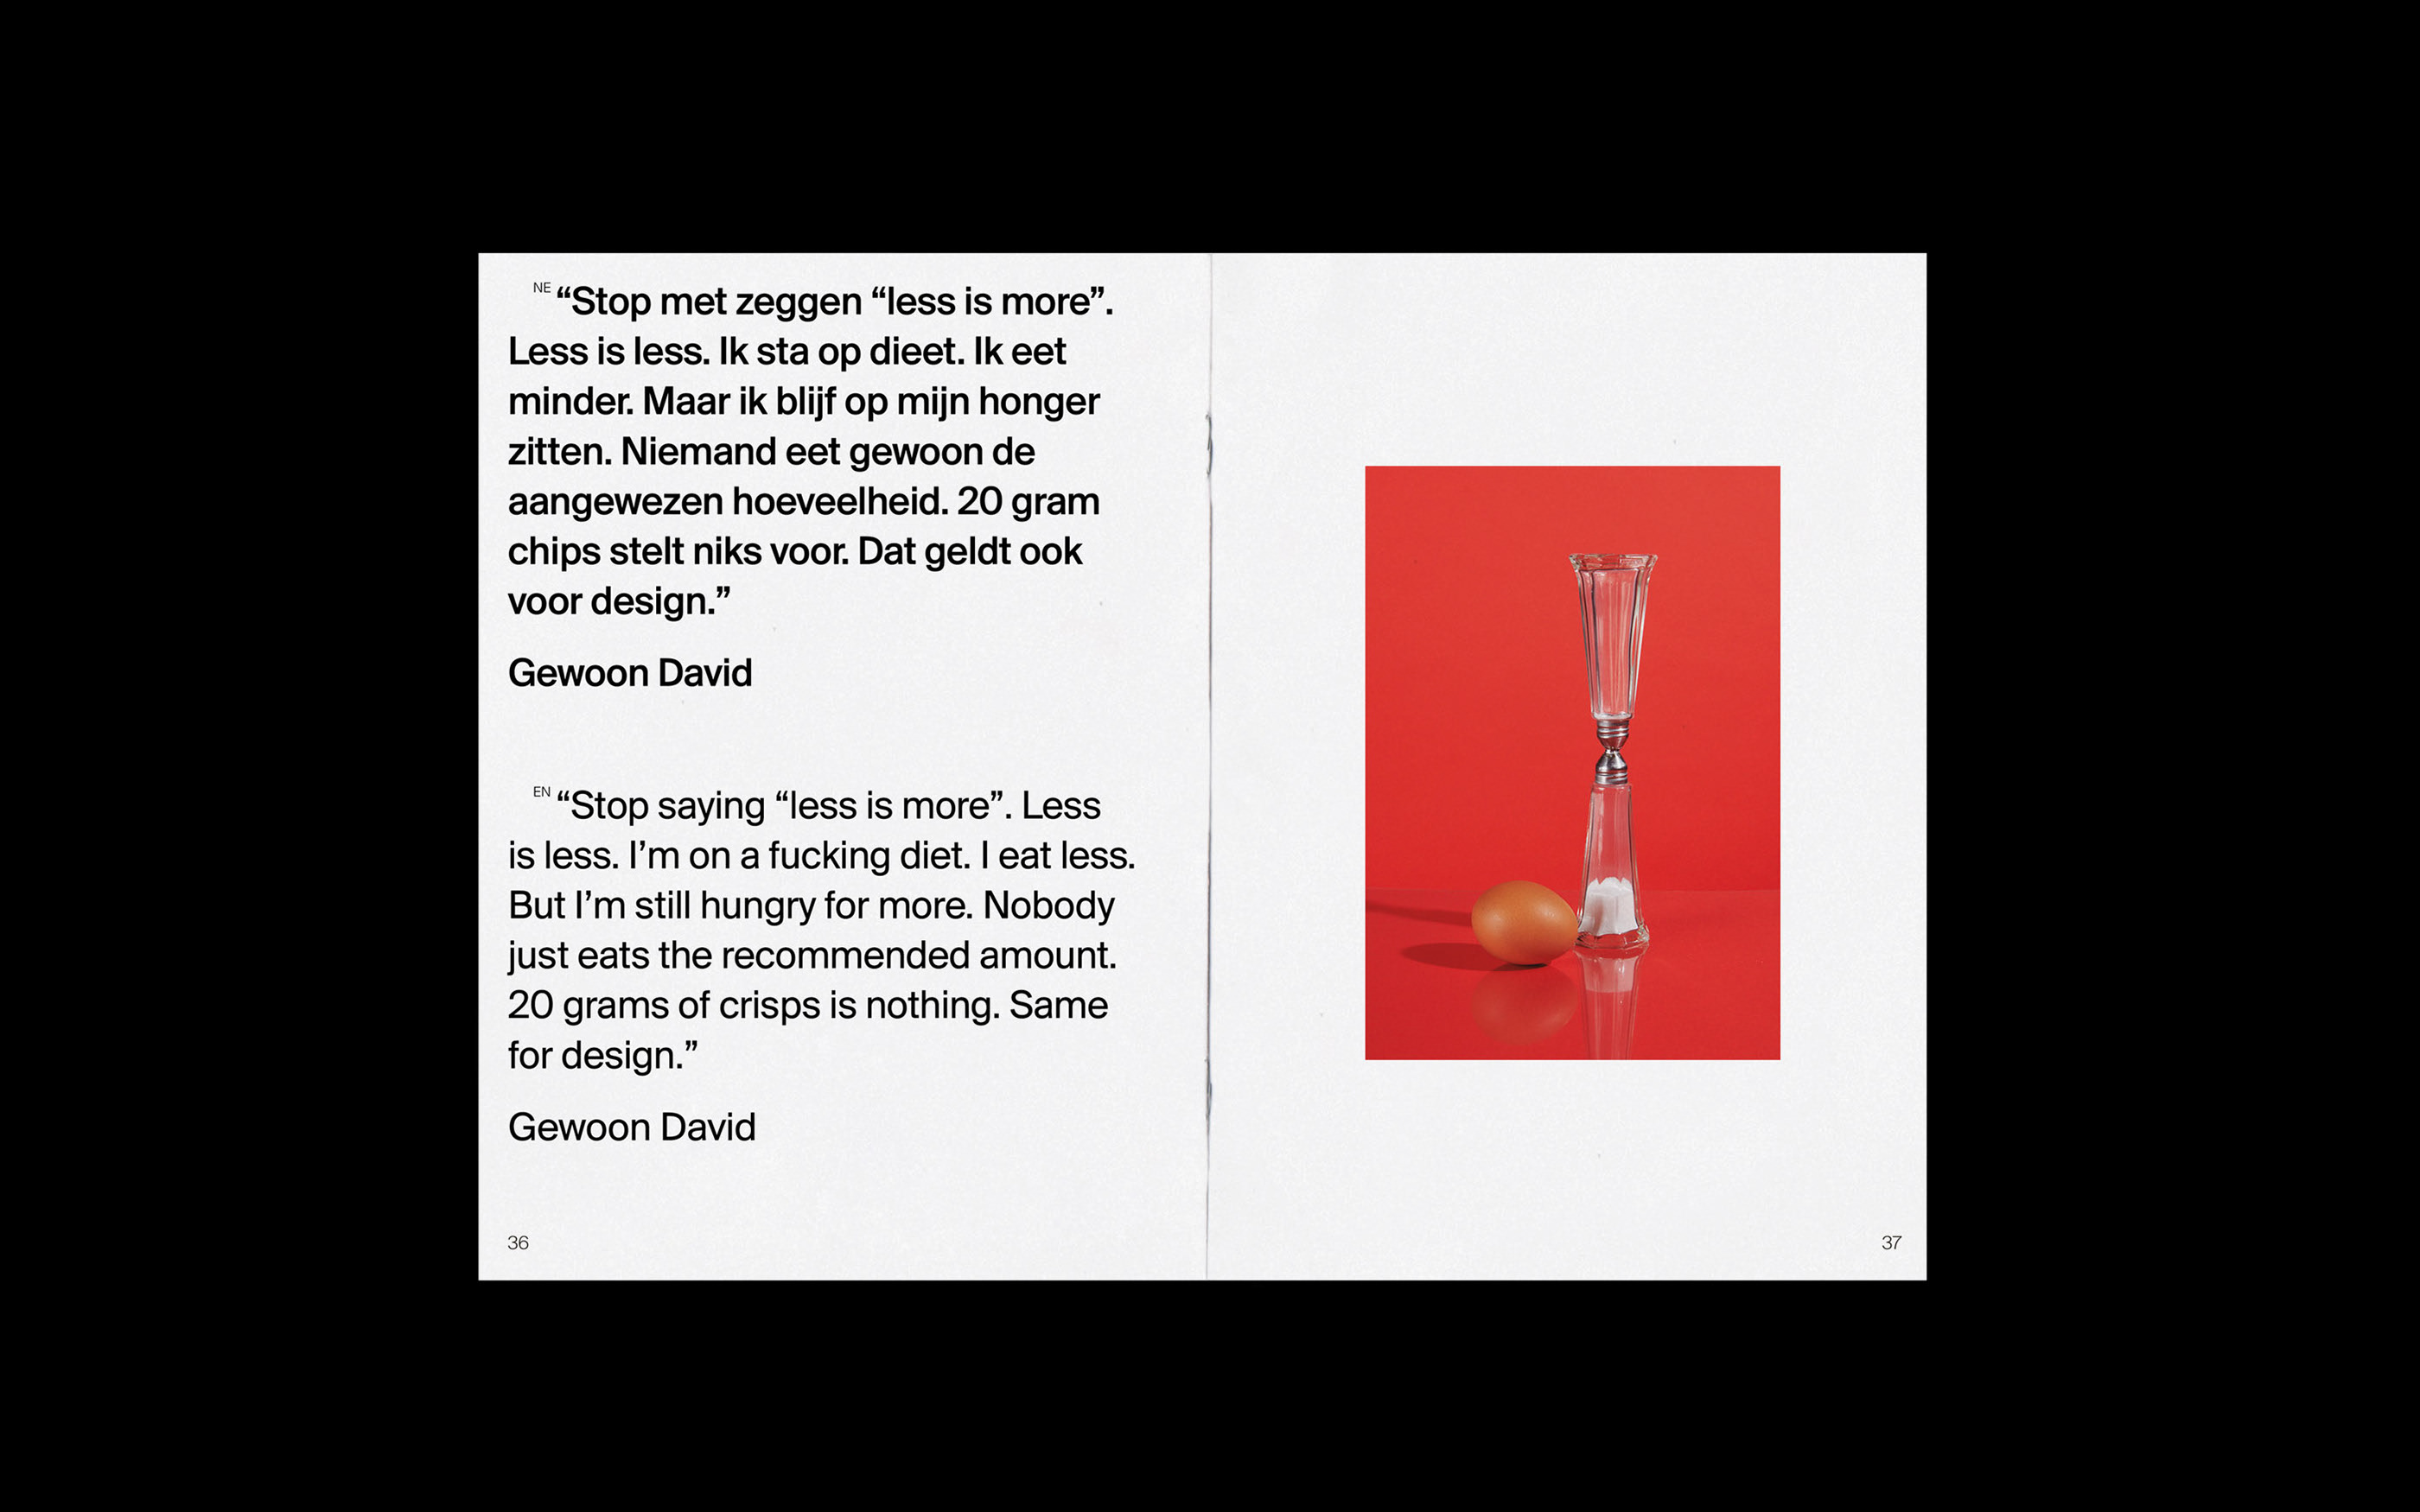 NE “Stop met zeggen “less is more”.
Less is less. Ik sta op dieet. Ik eet
minder. Maar ik blijf op mijn honger
zitten. Niemand eet gewoon de
aangewezen hoeveelheid. 20 gram
chips stelt niks voor. Dat geldt ook
voor design.”
Gewoon David
EN “Stop saying “less is more”. Less
is less. I’m on a fucking diet. I eat less.
But I’m still hungry for more. Nobody
just eats the recommended amount.
20 grams of crisps is nothing. Same
for design.”
Gewoon David
36
37